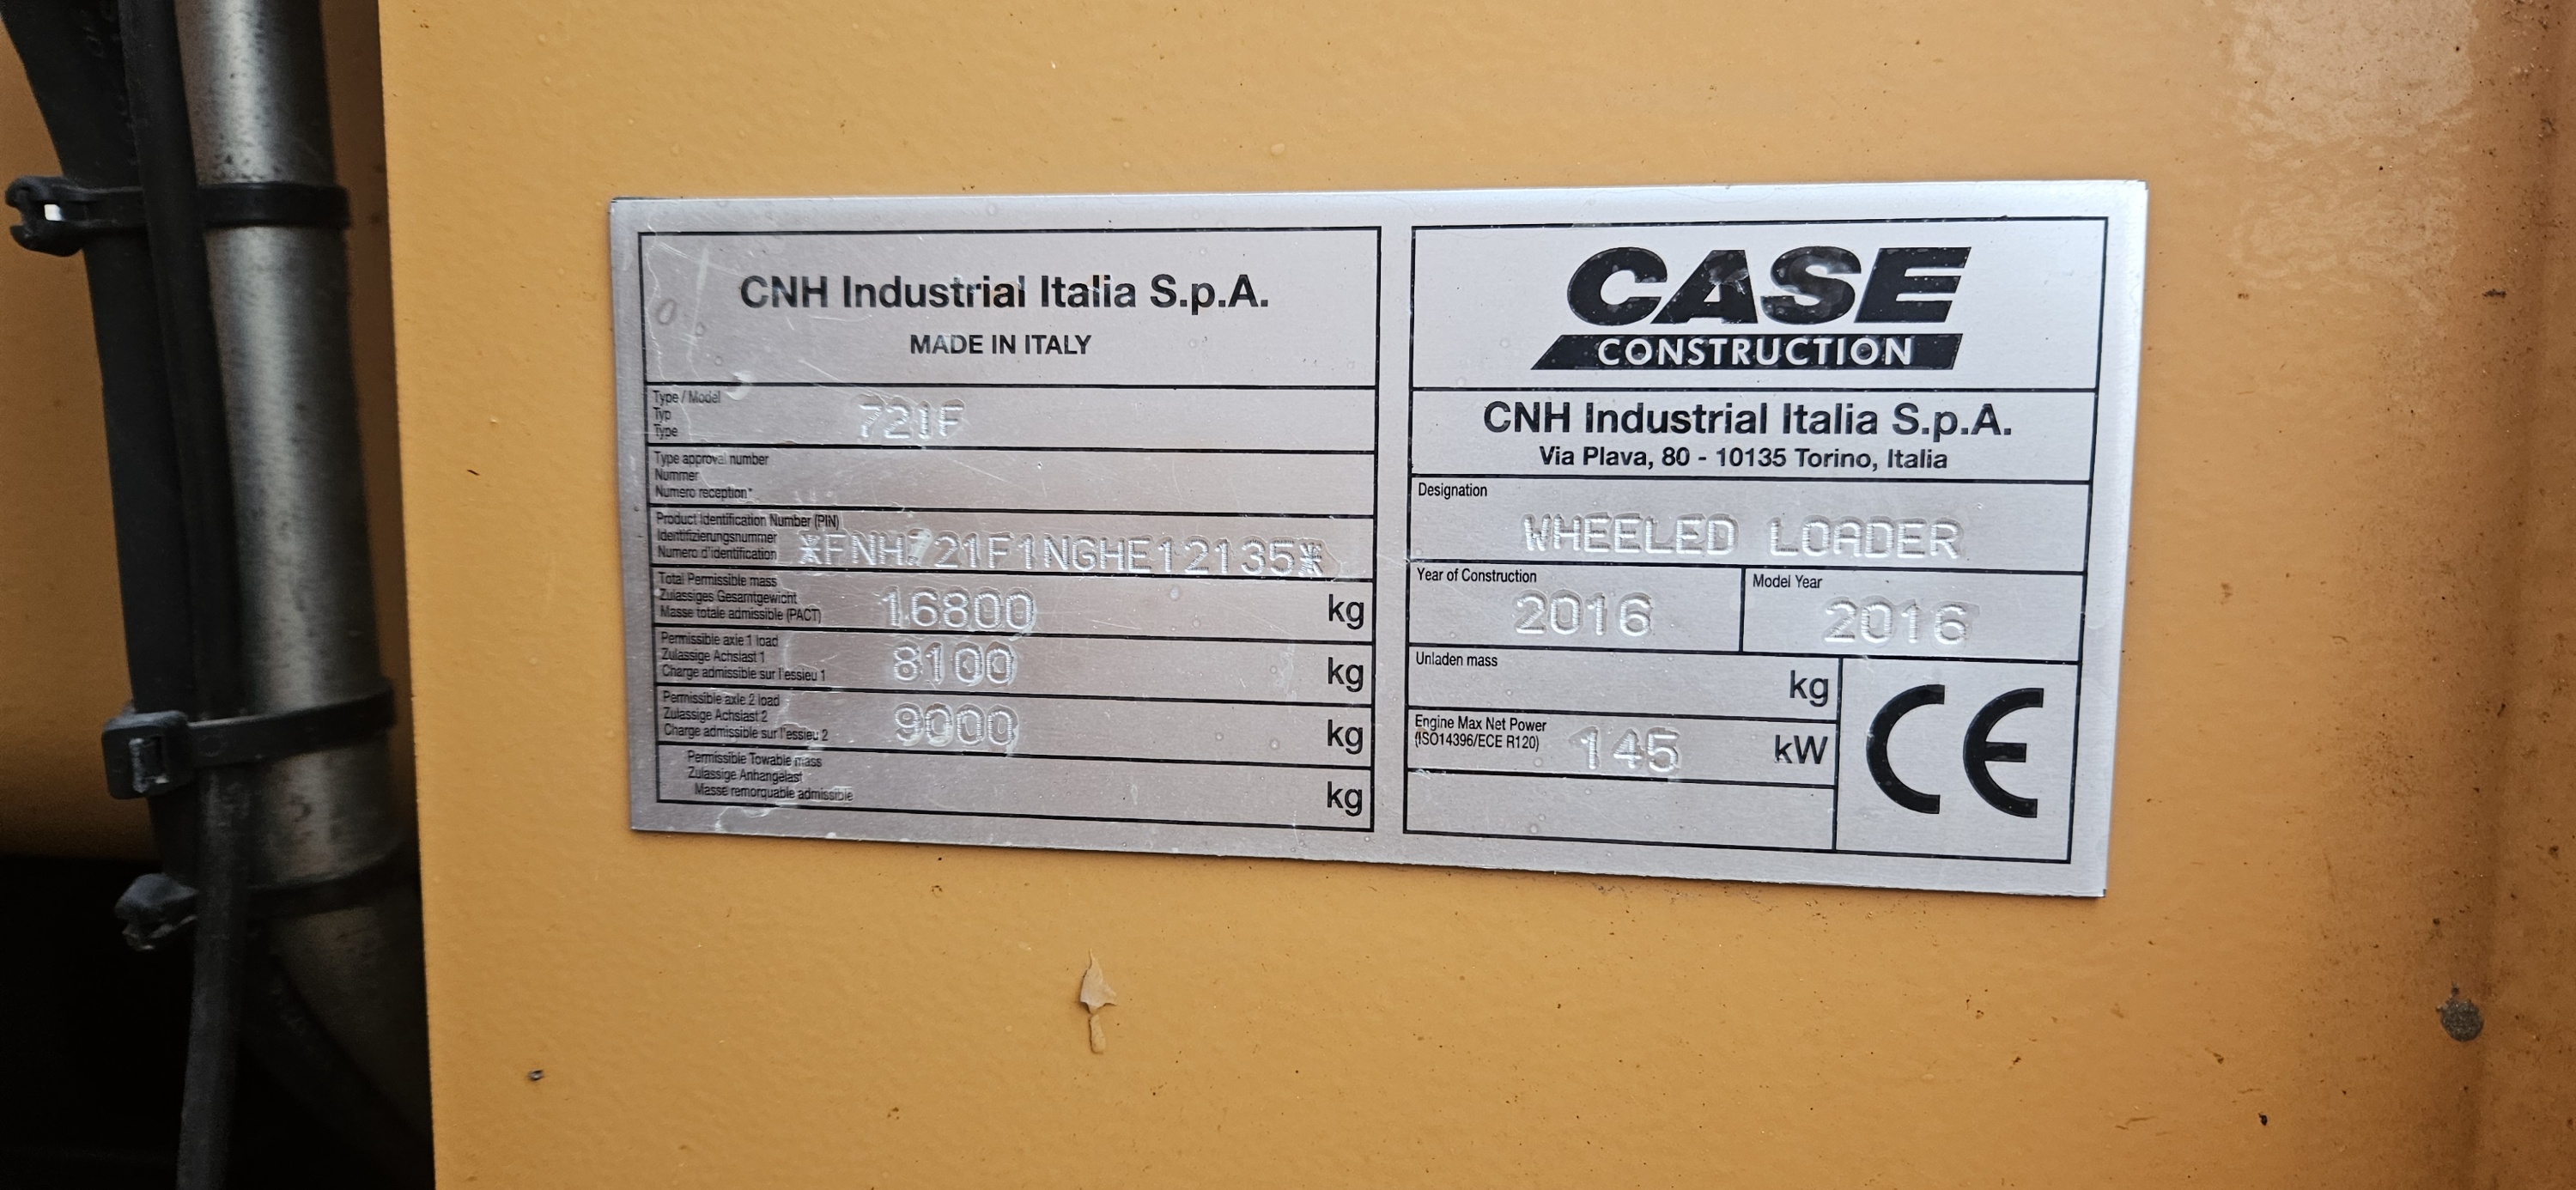 CNH Industrial Italia S.p.A.
MADE IN ITALY
Type / Model
Typ
Type
721F
Type approval number
Nummer
Numero reception*
Product Identification Number (PIN)
Identifizierungsnummer
Numero d'identification
*FNH721F1NGHE12135*
Total Permissible mass
Zulassiges Gesamtgewicht
Masse totale admissible (PACT)
16800 kg
Permissible axle 1 load
Zulassige Achslast 1
Charge admissible sur l'essieu 1
8100 kg
Permissible axle 2 load
Zulassige Achslast 2
Charge admissible sur l'essieu 2
9000 kg
Permissible Towable mass
Zulassige Anhangelast
Masse remorquable admissible
kg
CASE
CONSTRUCTION
CNH Industrial Italia S.p.A.
Via Plava, 80 - 10135 Torino, Italia
Designation
WHEELED LOADER
Year of Construction
2016
Model Year
2016
Unladen mass
kg
Engine Max Net Power
(ISO14396/ECE R120)
145 kW
CE